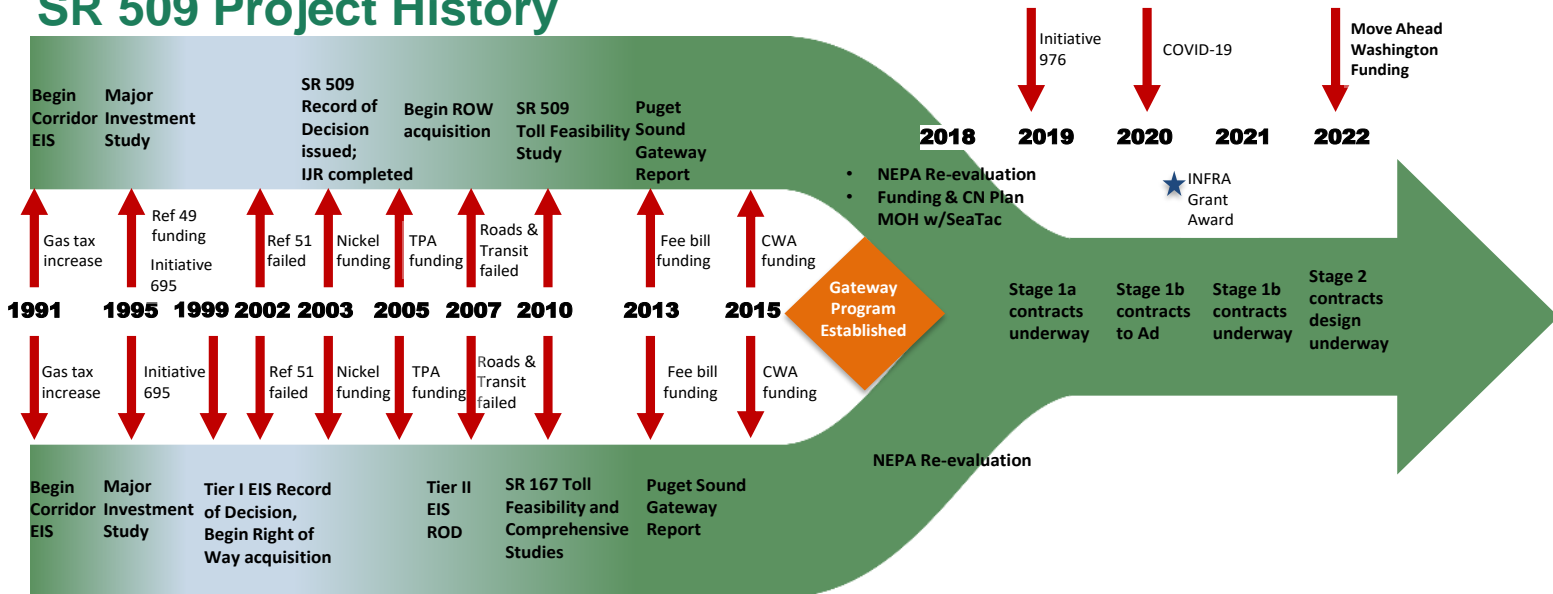 SR 509 Project History
Begin
Corridor
EIS
Major
Investment
Study
SR 509
Record of
Decision
issued;
IJR completed
Begin ROW
acquisition
SR 509
Toll Feasibility
Study
Puget
Sound
Gateway
Report
Initiative
976
COVID-19
Move Ahead
Washington
Funding
2018
2019
2020
2021
2022
• NEPA Re-evaluation
• Funding & CN Plan
MOH w/SeaTac
INFRA
Grant
Award
Gas tax
increase
Ref 49
funding
Initiative
695
Ref 51
failed
Nickel
funding
TPA
funding
Roads &
Transit
failed
Fee bill
funding
CWA
funding
1991
1995
1999
2002
2003
2005
2007
2010
2013
2015
Gateway
Program
Established
Stage 1a
contracts
underway
Stage 1b
contracts
to Ad
Stage 1b
contracts
underway
Stage 2
contracts
design
underway
Gas tax
increase
Initiative
695
Ref 51
failed
Nickel
funding
TPA
funding
Roads &
Transit
failed
Fee bill
funding
CWA
funding
NEPA Re-evaluation
Begin
Corridor
EIS
Major
Investment
Study
Tier I EIS Record
of Decision,
Begin Right of
Way acquisition
Tier II
EIS
ROD
SR 167 Toll
Feasibility and
Comprehensive
Studies
Puget Sound
Gateway
Report